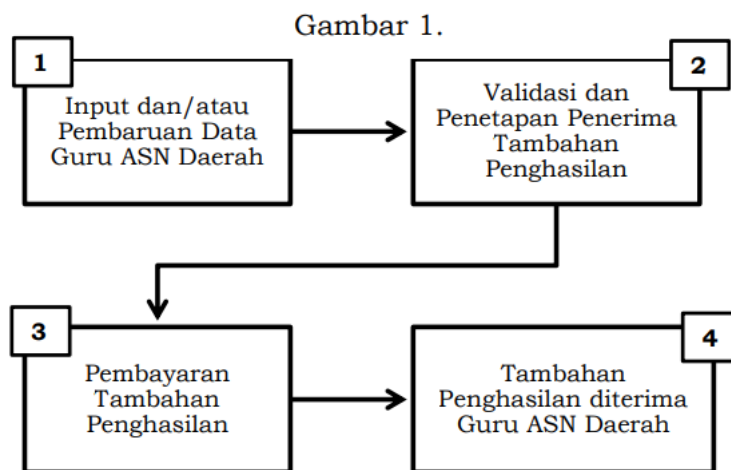 Gambar 1.
1
Input dan/atau
Pembaruan Data
Guru ASN Daerah
2
Validasi dan
Penetapan Penerima
Tambahan
Penghasilan
3
Pembayaran
Tambahan
Penghasilan
4
Tambahan
Penghasilan diterima
Guru ASN Daerah